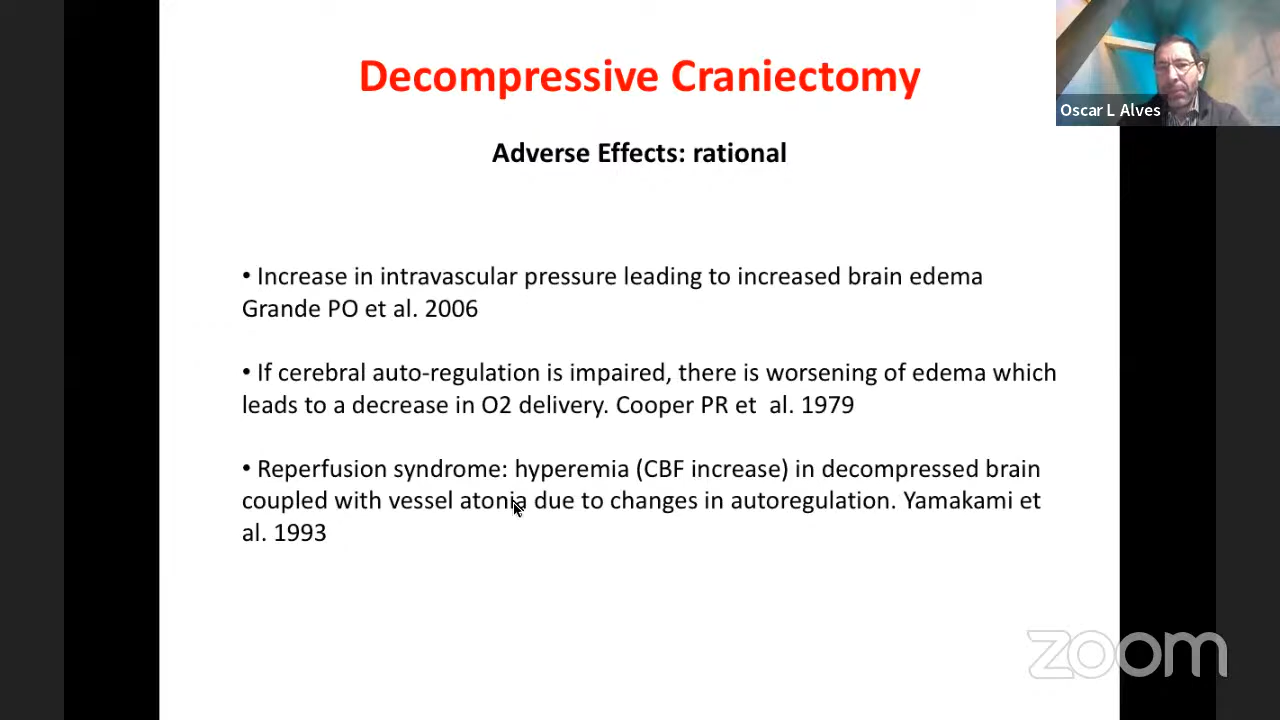 Decompressive Craniectomy
Oscar L Alves
Adverse Effects: rational
• Increase in intravascular pressure leading to increased brain edema
Grande PO et al. 2006
• If cerebral auto-regulation is impaired, there is worsening of edema which
leads to a decrease in O2 delivery. Cooper PR et  al. 1979
• Reperfusion syndrome: hyperemia (CBF increase) in decompressed brain
coupled with vessel atonia due to changes in autoregulation. Yamakami et
al. 1993
zoom